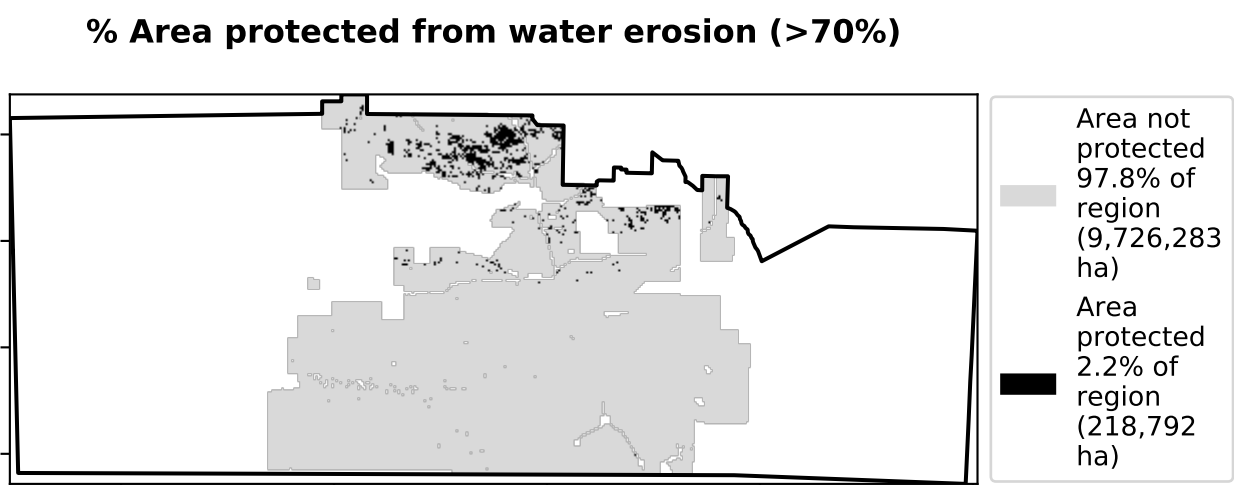 % Area protected from water erosion (>70%)
Area not
protected
97.8% of
region
(9,726,283
ha)
Area
protected
2.2% of
region
(218,792
ha)